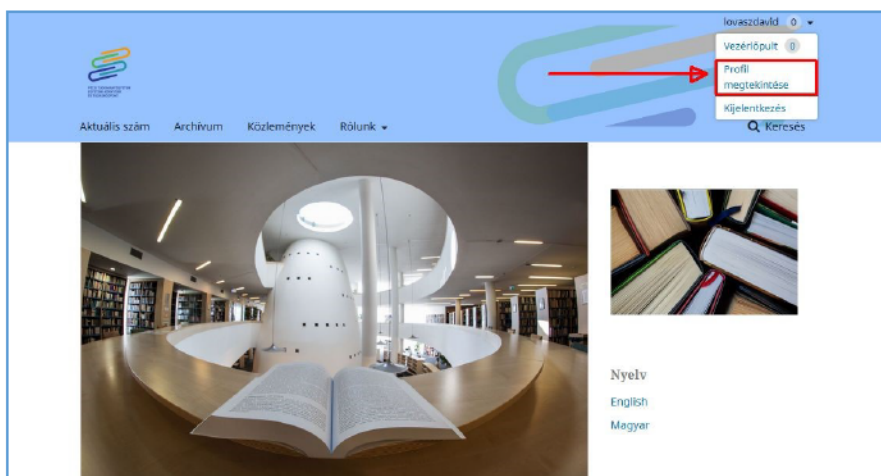 lovaszdavid 0
Vezérlőpult 0
Profil
megtekintése
Kijelentkezés
Aktuális szám Archívum Közlemények Rólunk Keresés
Nyelv
English
Magyar